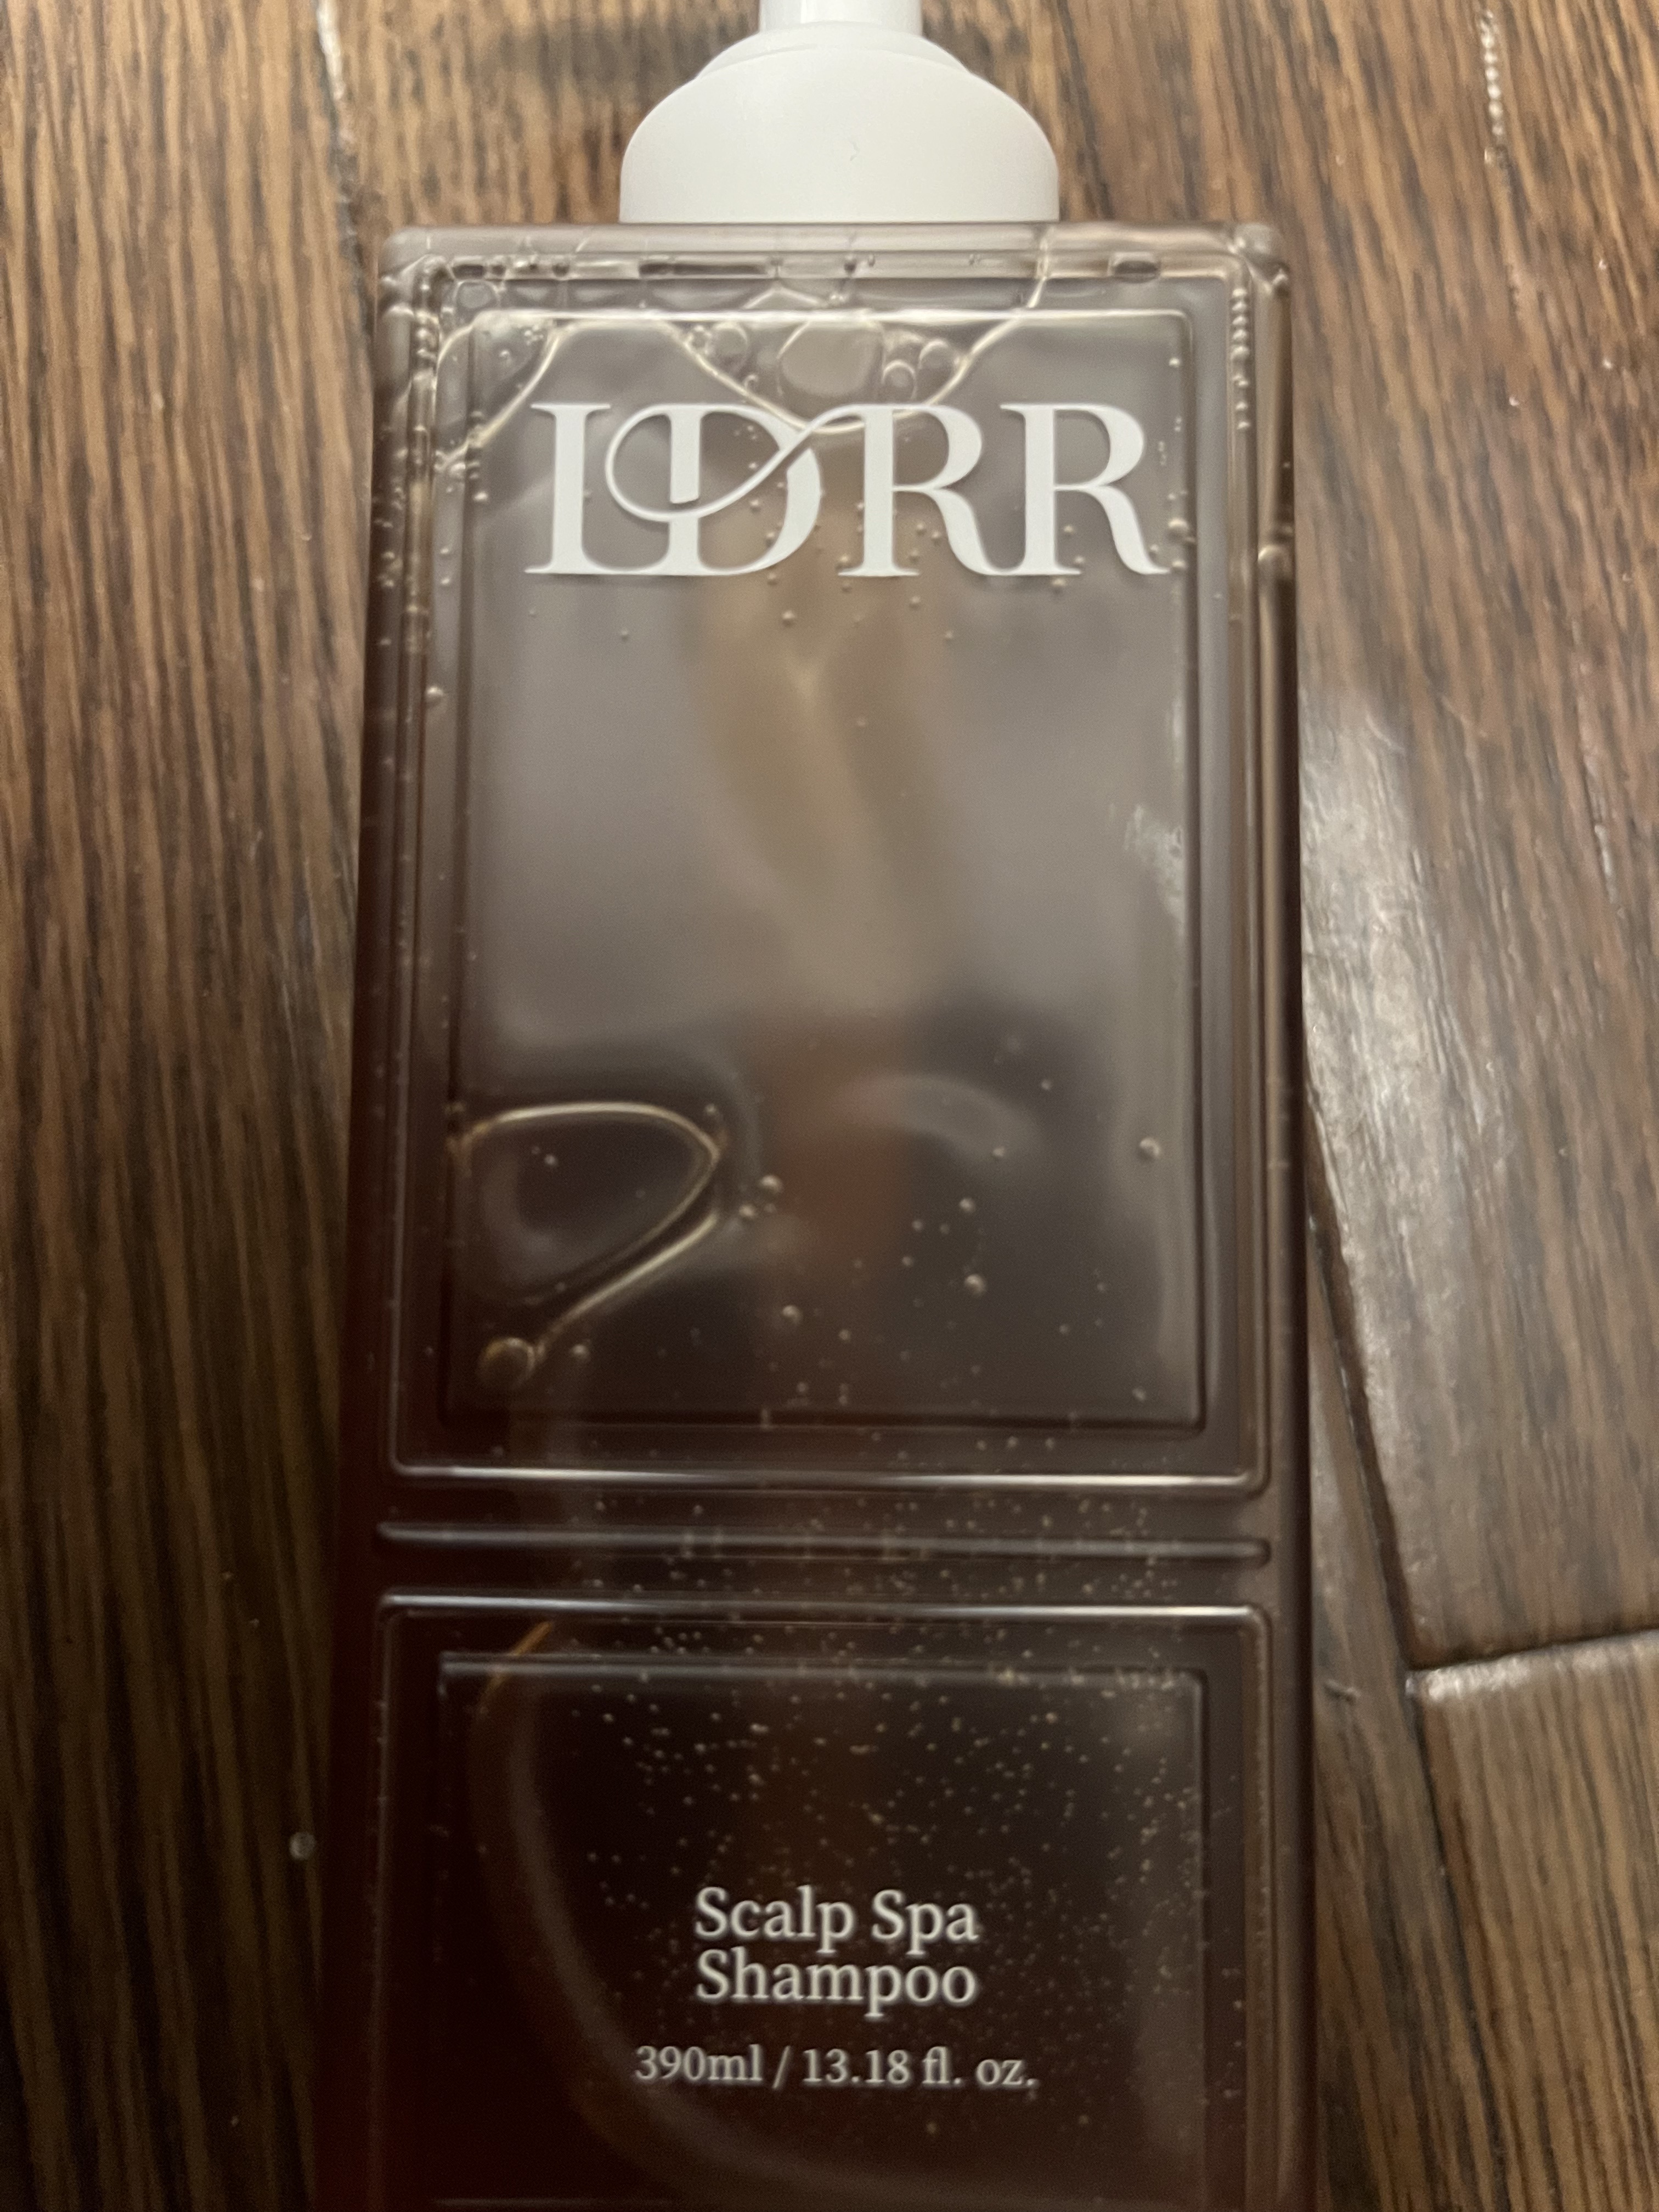 LDRR
Scalp Spa
Shampoo
390ml / 13.18 fl. oz.